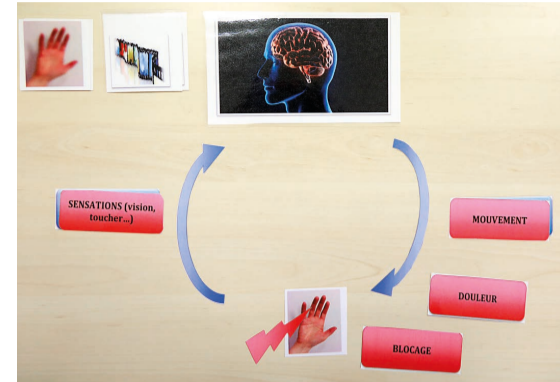 SENSATIONS (vision,
toucher…)
MOUVEMENT
DOULEUR
BLOCAGE